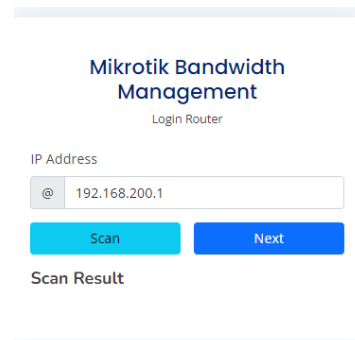 Mikrotik Bandwidth
Management
Login Router
IP Address
@ 192.168.200.1
Scan Next
Scan Result